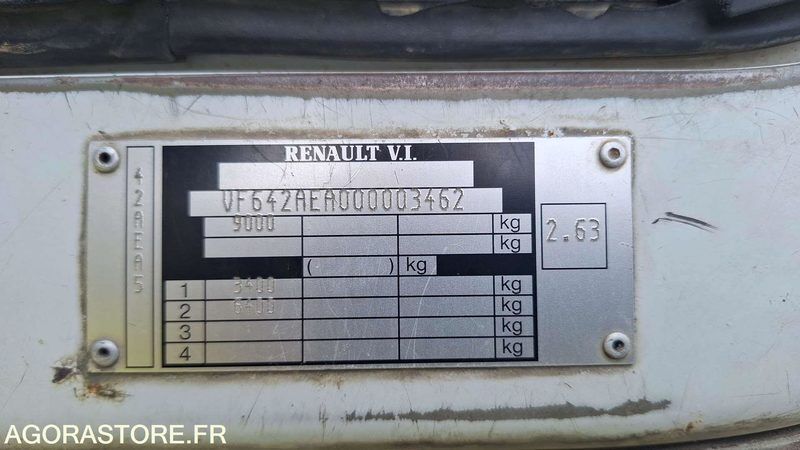 RENAULT V.I.
VF642AEA000003462
9000 kg
kg
( ) kg
1 3400 kg
2 6400 kg
3 kg
4 kg
42AEA5
2.63
AGORASTORE.FR